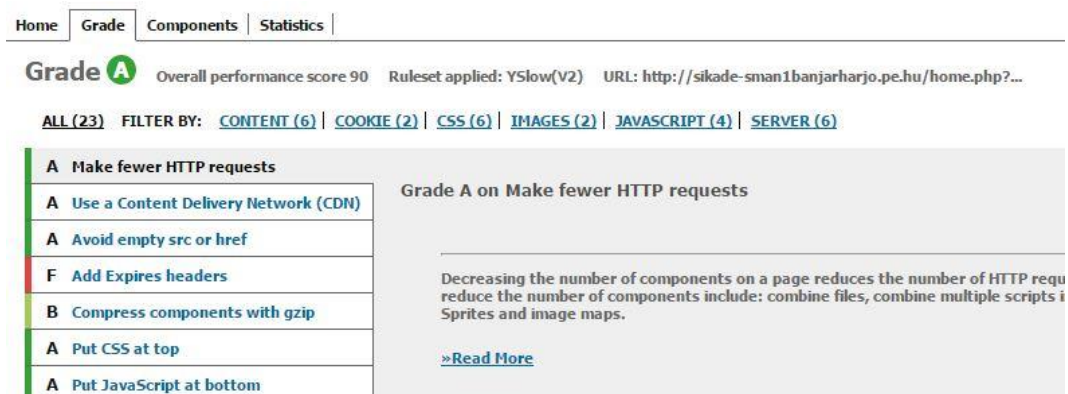 Home Grade Components Statistics
Grade A Overall performance score 90 Ruleset applied: YSlow(V2) URL: http://sikade-sman1banjarharjo.pe.hu/home.php?...
ALL (23) FILTER BY: CONTENT (6) COOKIE (2) CSS (6) IMAGES (2) JAVASCRIPT (4) SERVER (6)
A Make fewer HTTP requests
A Use a Content Delivery Network (CDN)
A Avoid empty src or href
F Add Expires headers
B Compress components with gzip
A Put CSS at top
A Put JavaScript at bottom
Grade A on Make fewer HTTP requests
Decreasing the number of components on a page reduces the number of HTTP requ
reduce the number of components include: combine files, combine multiple scripts i
Sprites and image maps.
»Read More